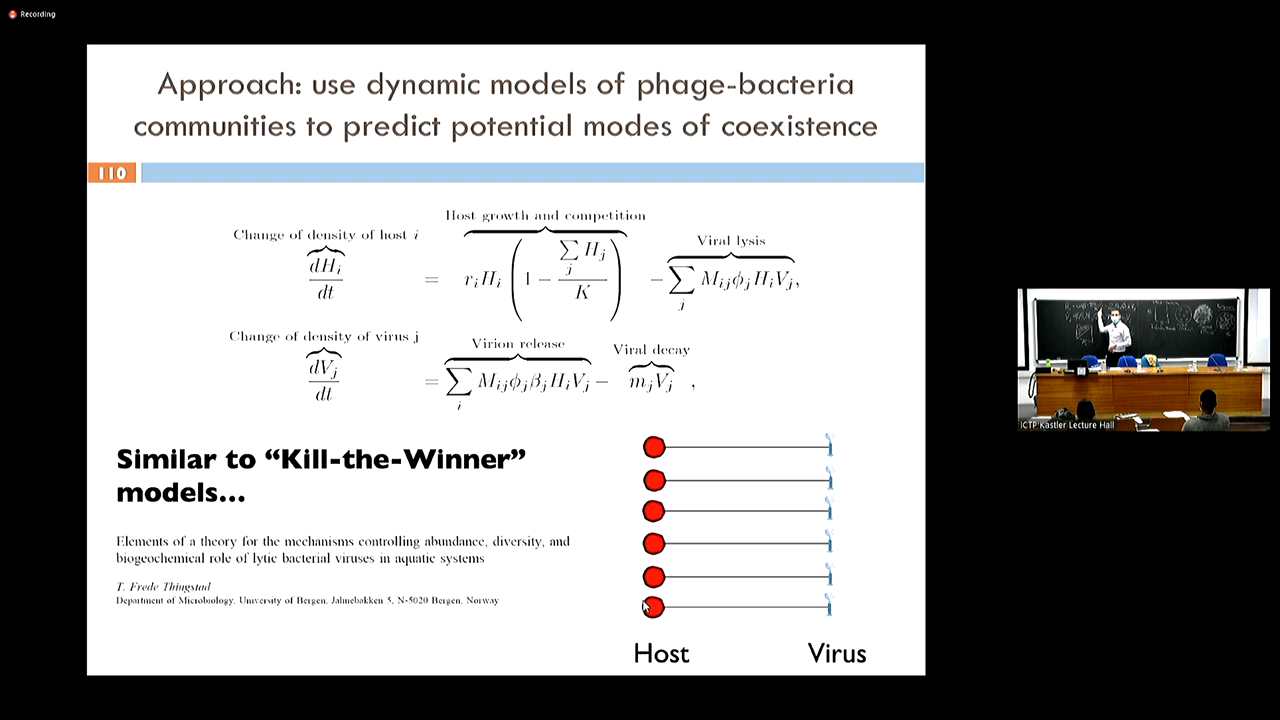 Recording
Approach: use dynamic models of phage-bacteria
communities to predict potential modes of coexistence
110
Host growth and competition
Change of density of host i
Viral lysis
dH_i/dt = r_i H_i (1 − ∑_j H_j / K) − ∑_j M_ij ϕ_j H_i V_j,
Change of density of virus j
Virion release
Viral decay
dV_j/dt = ∑_i M_ij ϕ_j β_j H_i V_j − m_j V_j ,
Similar to “Kill-the-Winner”
models...
Elements of a theory for the mechanisms controlling abundance, diversity, and
biogeochemical role of lytic bacterial viruses in aquatic systems
T. Frede Thingstad
Department of Microbiology, University of Bergen, Jahnebakken 5, N-5020 Bergen, Norway
Host
Virus
ICTP Kastler Lecture Hall